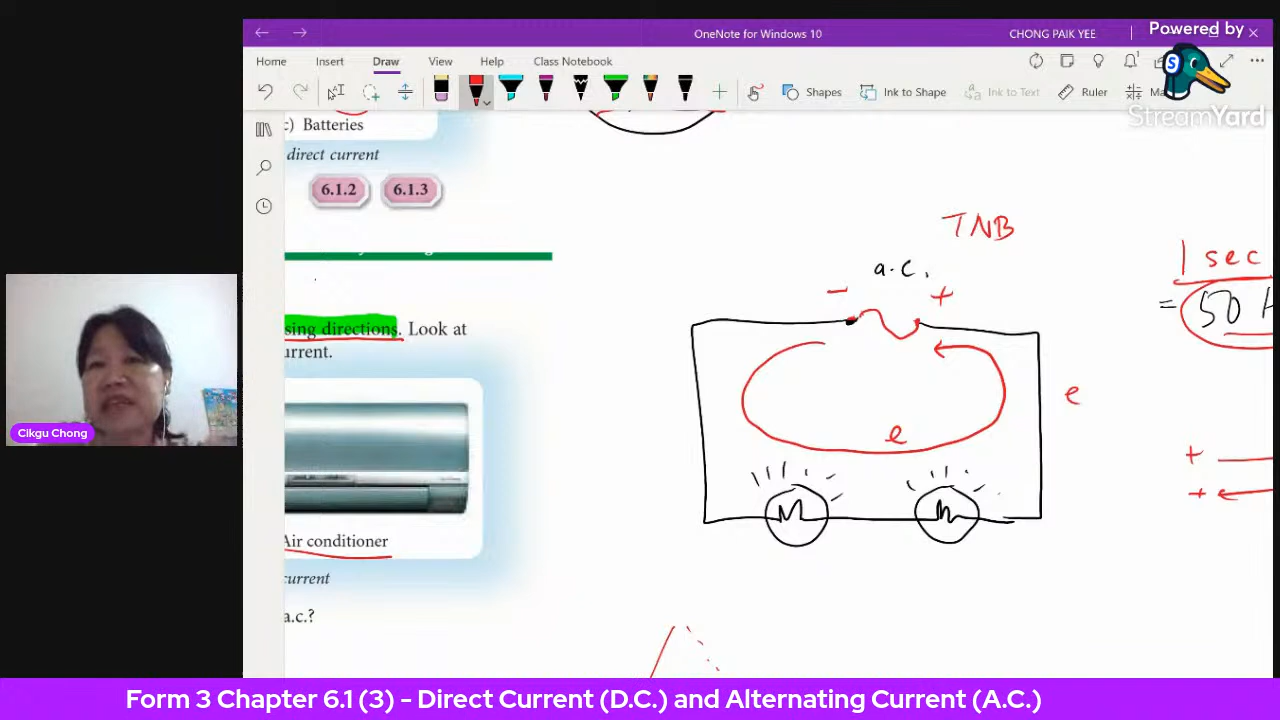 OneNote for Windows 10
CHONG PAIK YEE
Powered by
StreamYard
Home Insert Draw View Help Class Notebook
Shapes Ink to Shape Ink to Text Ruler
c) Batteries
direct current
6.1.2 6.1.3
sing directions. Look at
urrent.
Air conditioner
current
a.c.?
TNB
a.c.
- +
e
e
1 sec
= 50 H
+
+
Cikgu Chong
Form 3 Chapter 6.1 (3) - Direct Current (D.C.) and Alternating Current (A.C.)